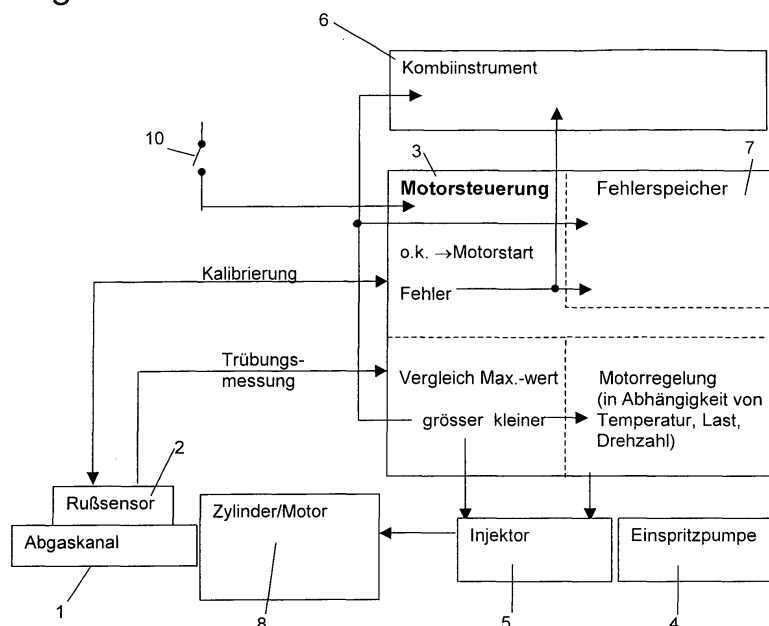 6
Kombiinstrument
10
3
7
Motorsteuerung
Fehlerspeicher
o.k. →Motorstart
Kalibrierung
Fehler
Trübungs-
messung
Vergleich Max.-wert
grösser kleiner
Motorregelung
(in Abhängigkeit von
Temperatur, Last,
Drehzahl)
2
Rußsensor
Abgaskanal
Zylinder/Motor
Injektor
Einspritzpumpe
1
8
5
4